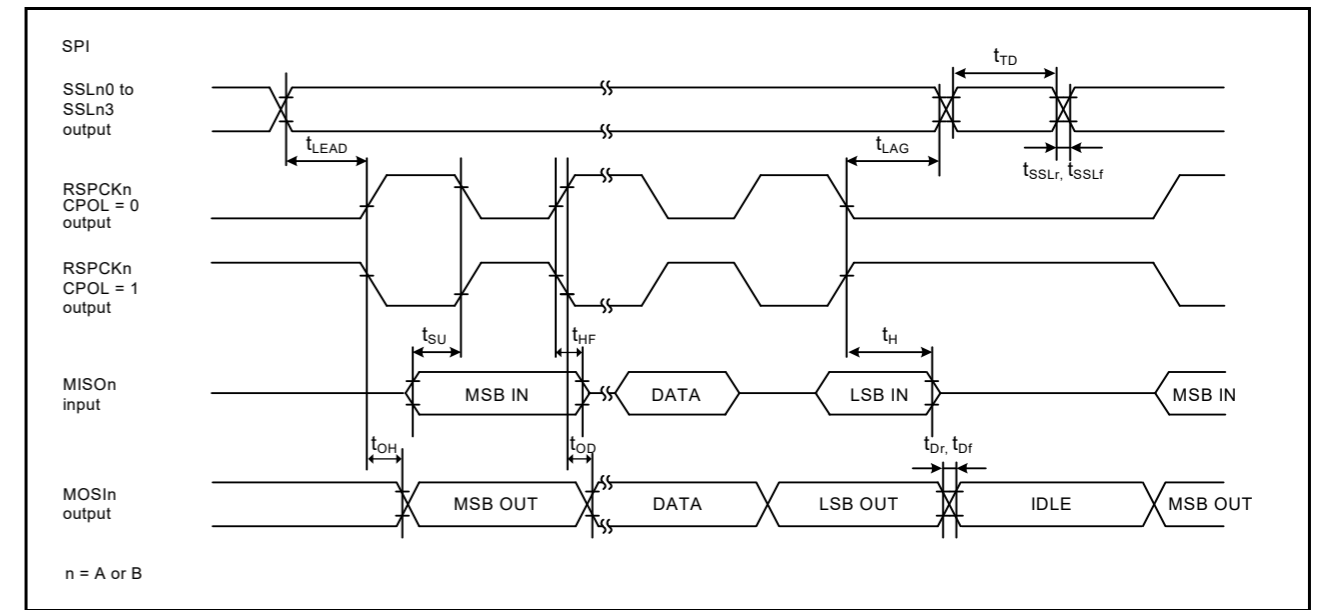 SPI
SSLn0 to
SSLn3
output
tTD
tLEAD
tLAG
tSSLr, tSSLf
RSPCKn
CPOL = 0
output
RSPCKn
CPOL = 1
output
tSU
tHF
tH
MISOn
input
MSB IN
DATA
LSB IN
MSB IN
tOH
tOD
tDr, tDf
MOSIn
output
MSB OUT
DATA
LSB OUT
IDLE
MSB OUT
n = A or B